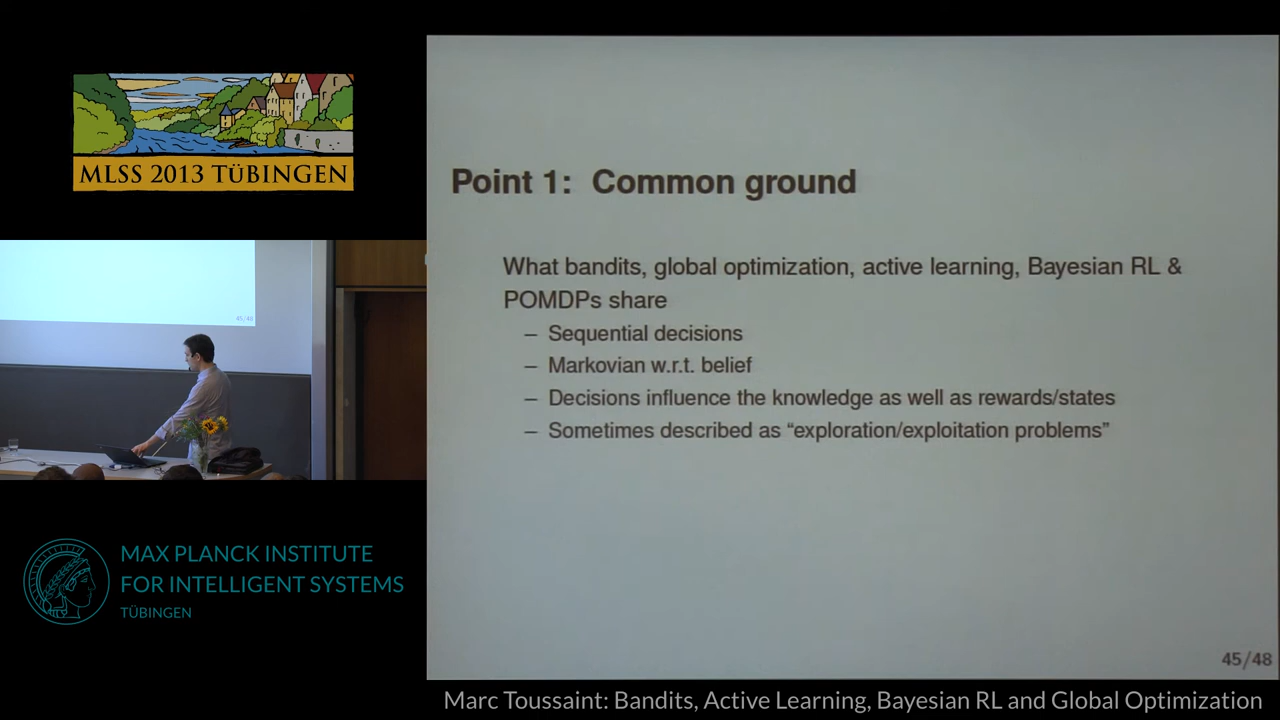 MLSS 2013 TÜBINGEN
45/48
MAX PLANCK INSTITUTE
FOR INTELLIGENT SYSTEMS
TÜBINGEN
Point 1: Common ground
What bandits, global optimization, active learning, Bayesian RL &
POMDPs share
– Sequential decisions
– Markovian w.r.t. belief
– Decisions influence the knowledge as well as rewards/states
– Sometimes described as “exploration/exploitation problems”
45/48
Marc Toussaint: Bandits, Active Learning, Bayesian RL and Global Optimization